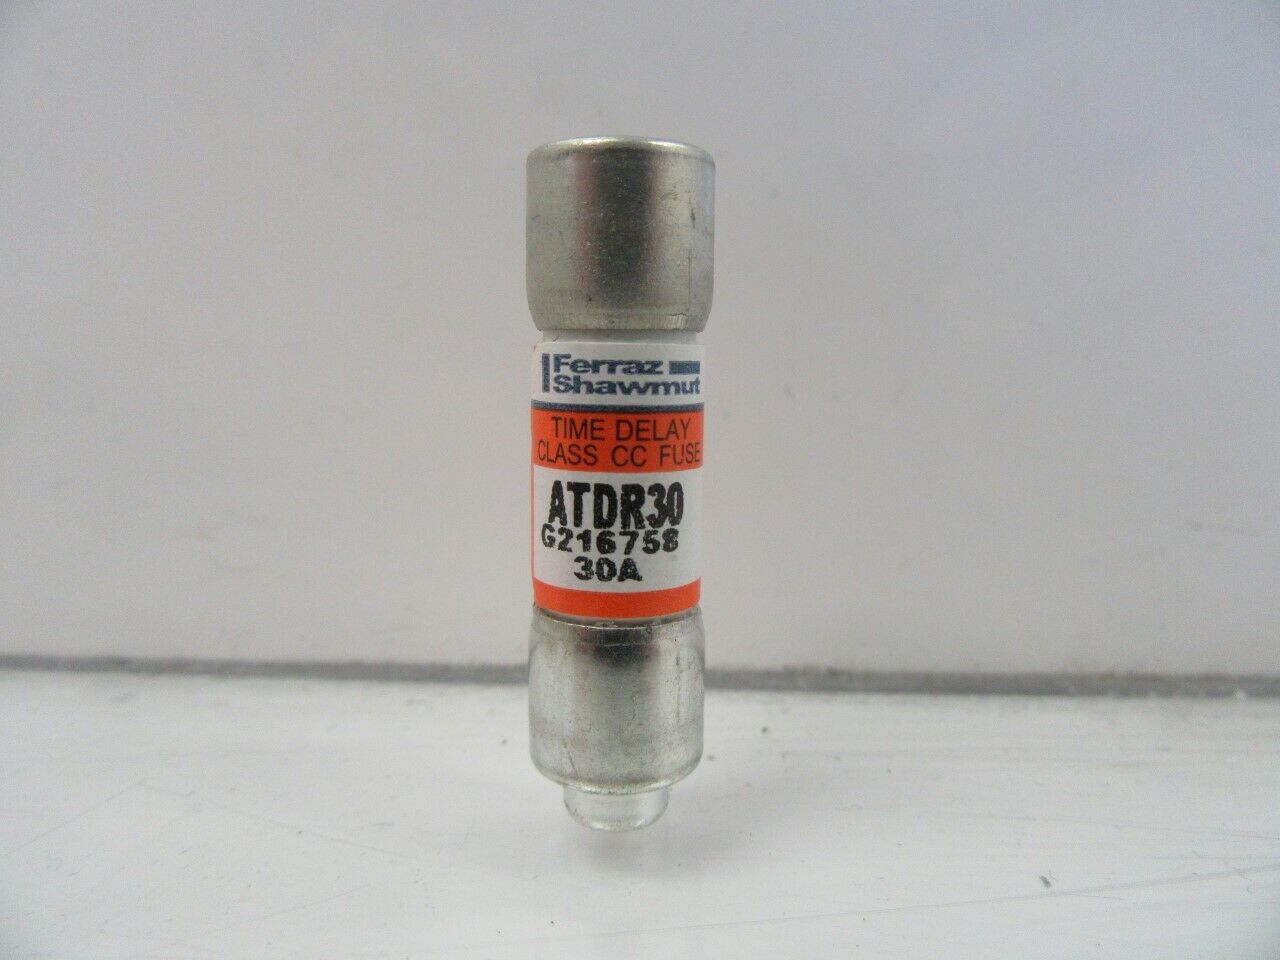 Ferraz
Shawmut
TIME DELAY
CLASS CC FUSE
ATDR30
G216758
30A